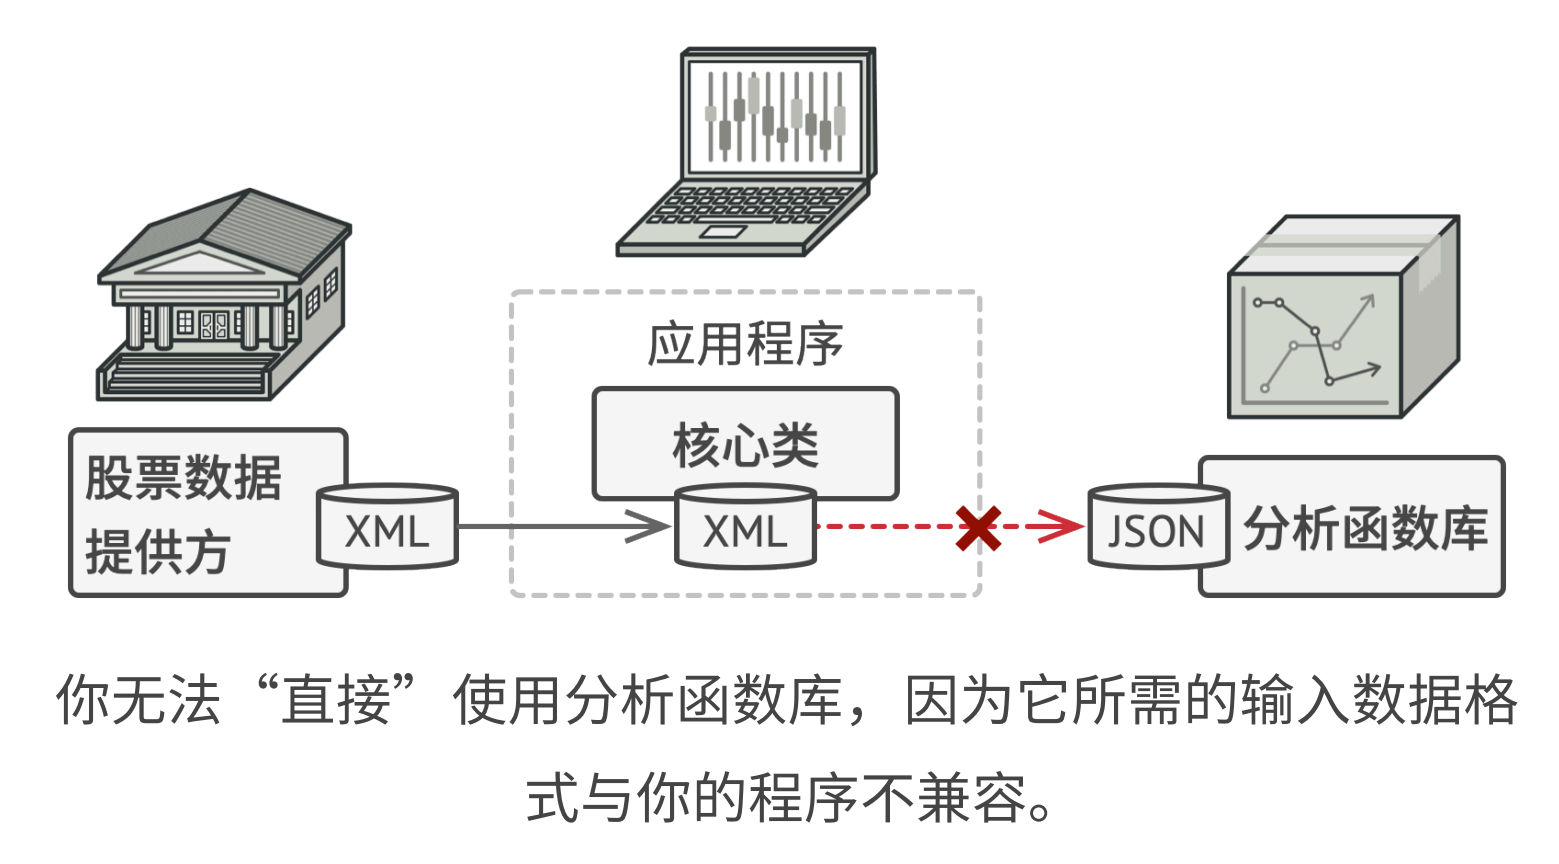 应用程序
核心类
股票数据
提供方
XML
XML
JSON
分析函数库
你无法“直接”使用分析函数库，因为它所需的输入数据格
式与你的程序不兼容。